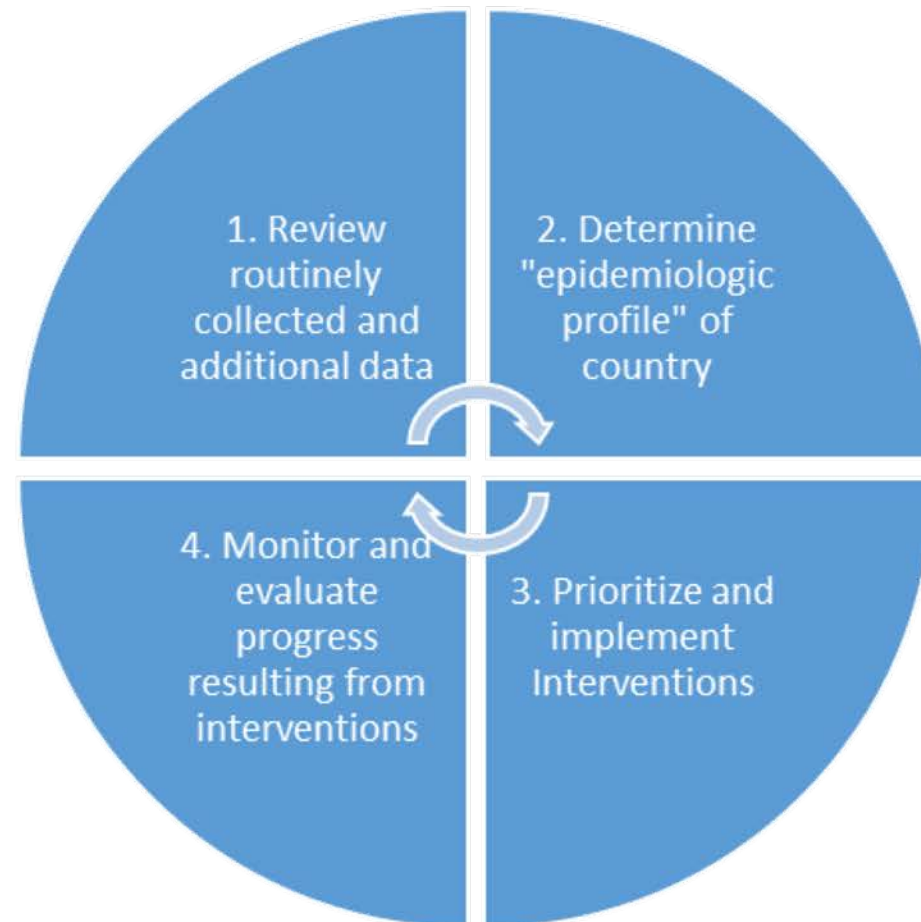 1. Review
routinely
collected and
additional data
2. Determine
"epidemiologic
profile" of
country
3. Prioritize and
implement
Interventions
4. Monitor and
evaluate
progress
resulting from
interventions